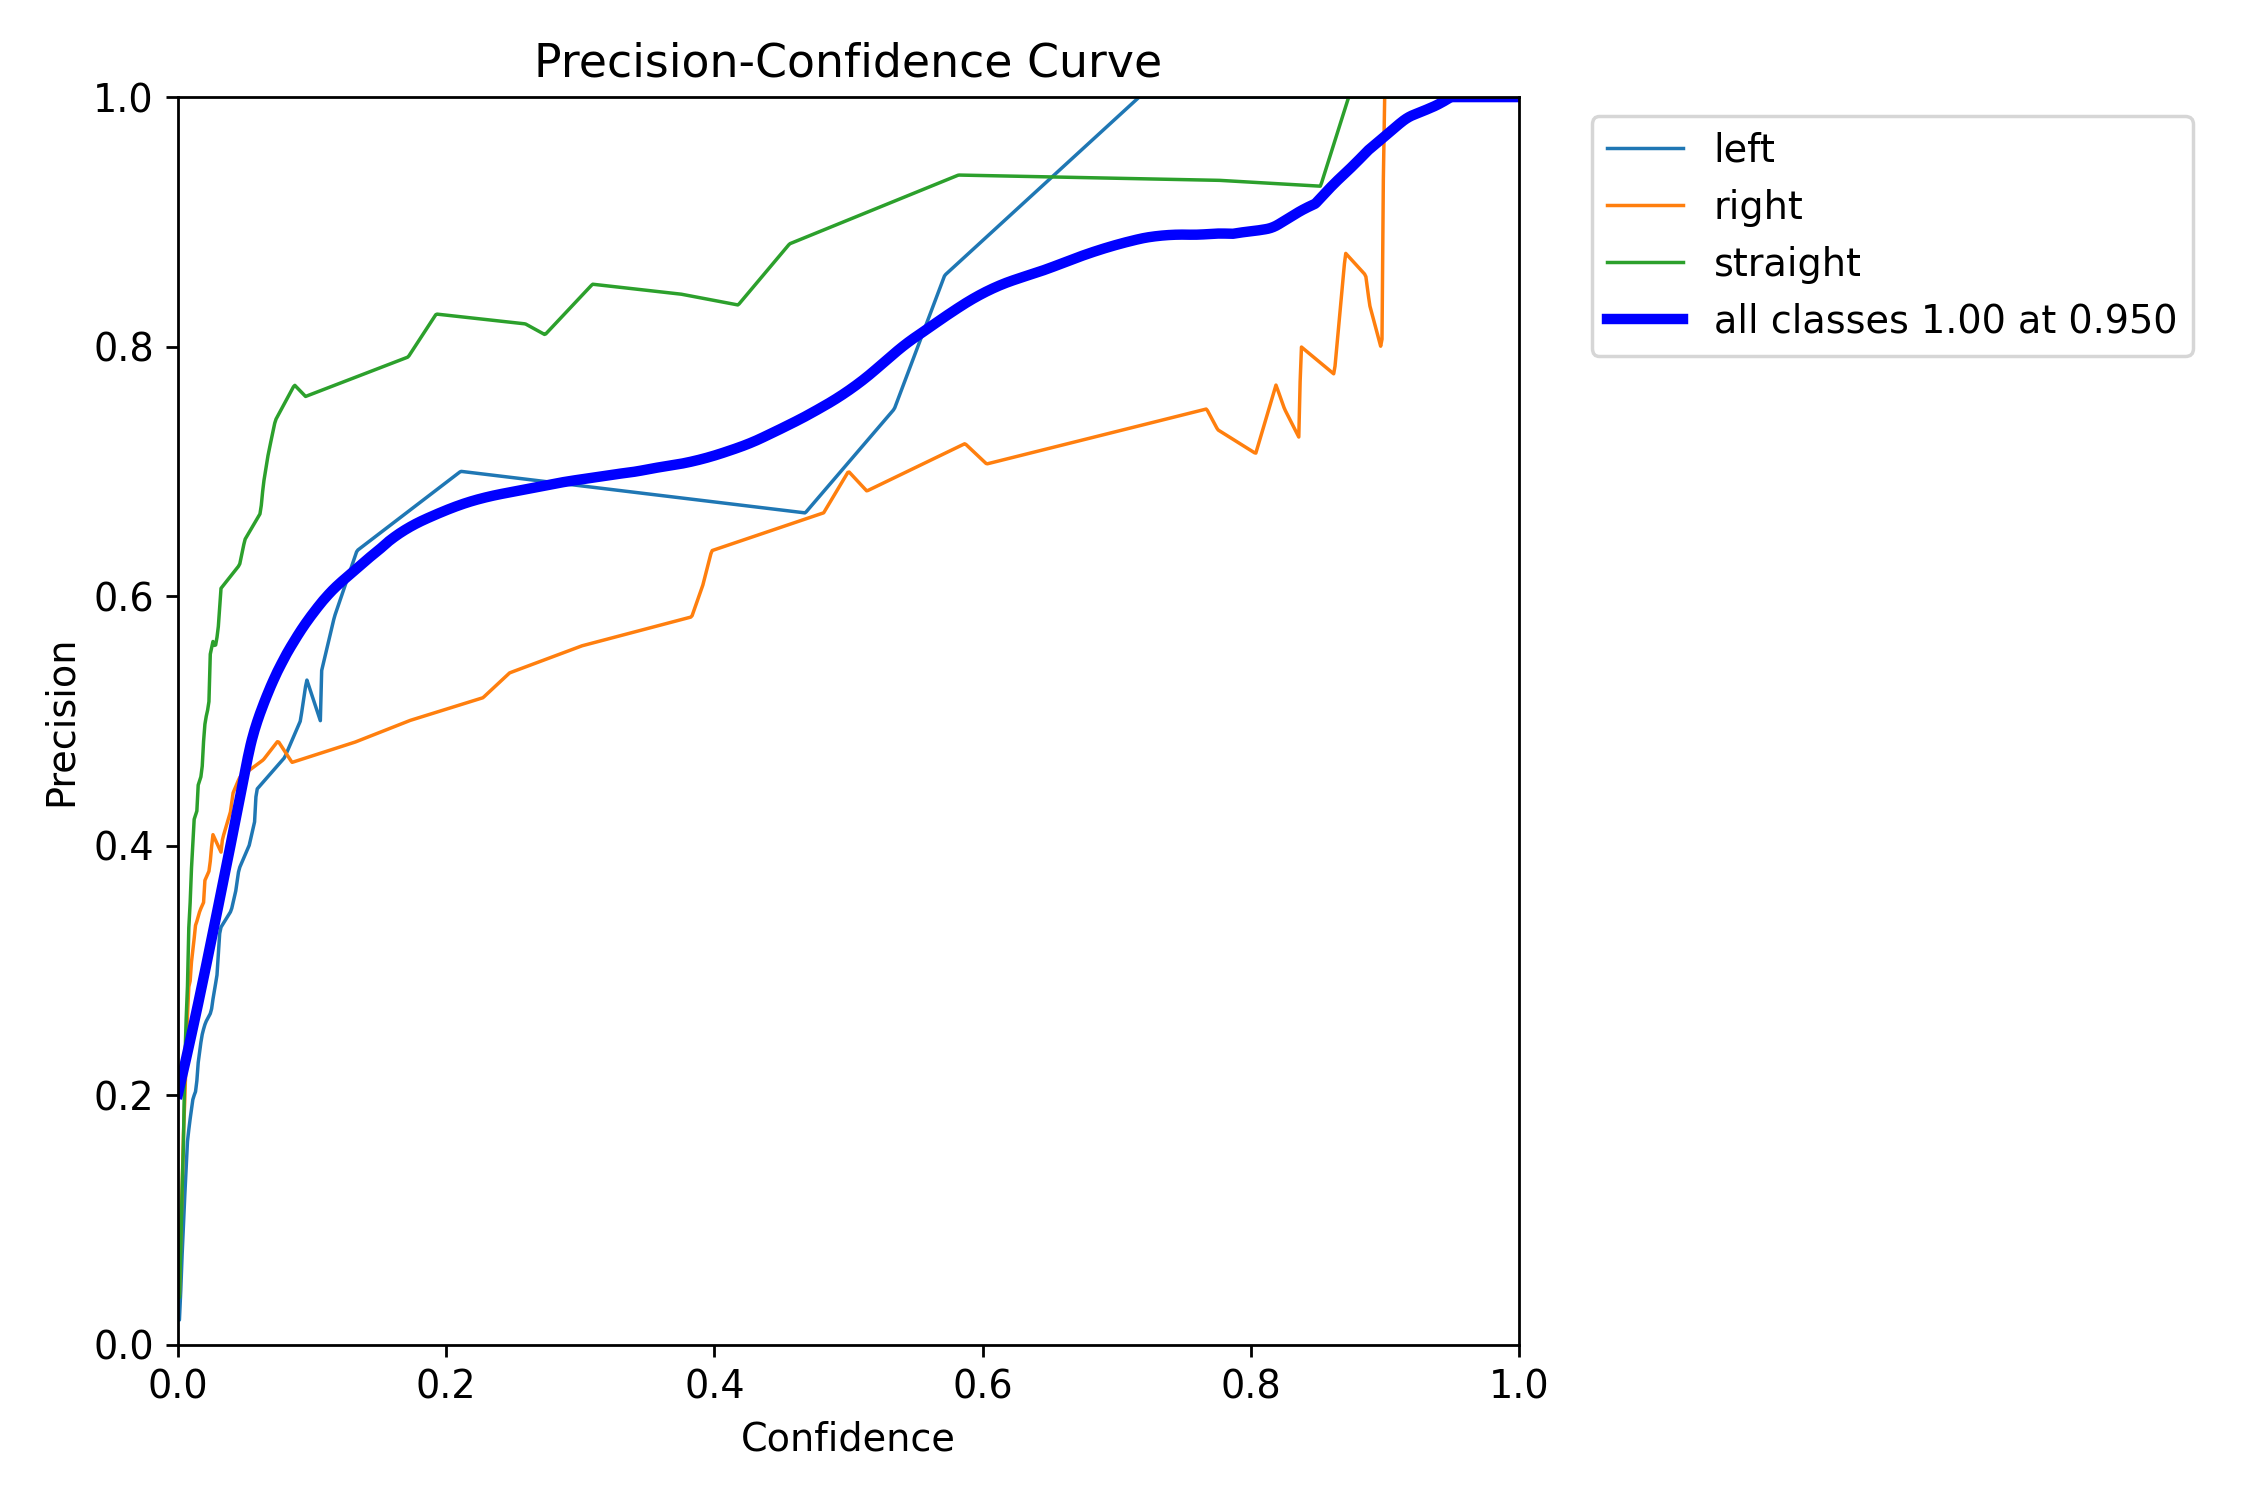 Precision-Confidence Curve
1.0
0.8
0.6
0.4
0.2
0.0
Precision
0.0 0.2 0.4 0.6 0.8 1.0
Confidence
left
right
straight
all classes 1.00 at 0.950